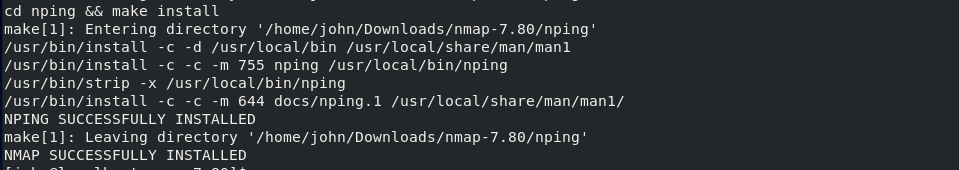 cd nping && make install
make[1]: Entering directory '/home/john/Downloads/nmap-7.80/nping'
/usr/bin/install -c -d /usr/local/bin /usr/local/share/man/man1
/usr/bin/install -c -c -m 755 nping /usr/local/bin/nping
/usr/bin/strip -x /usr/local/bin/nping
/usr/bin/install -c -c -m 644 docs/nping.1 /usr/local/share/man/man1/
NPING SUCCESSFULLY INSTALLED
make[1]: Leaving directory '/home/john/Downloads/nmap-7.80/nping'
NMAP SUCCESSFULLY INSTALLED